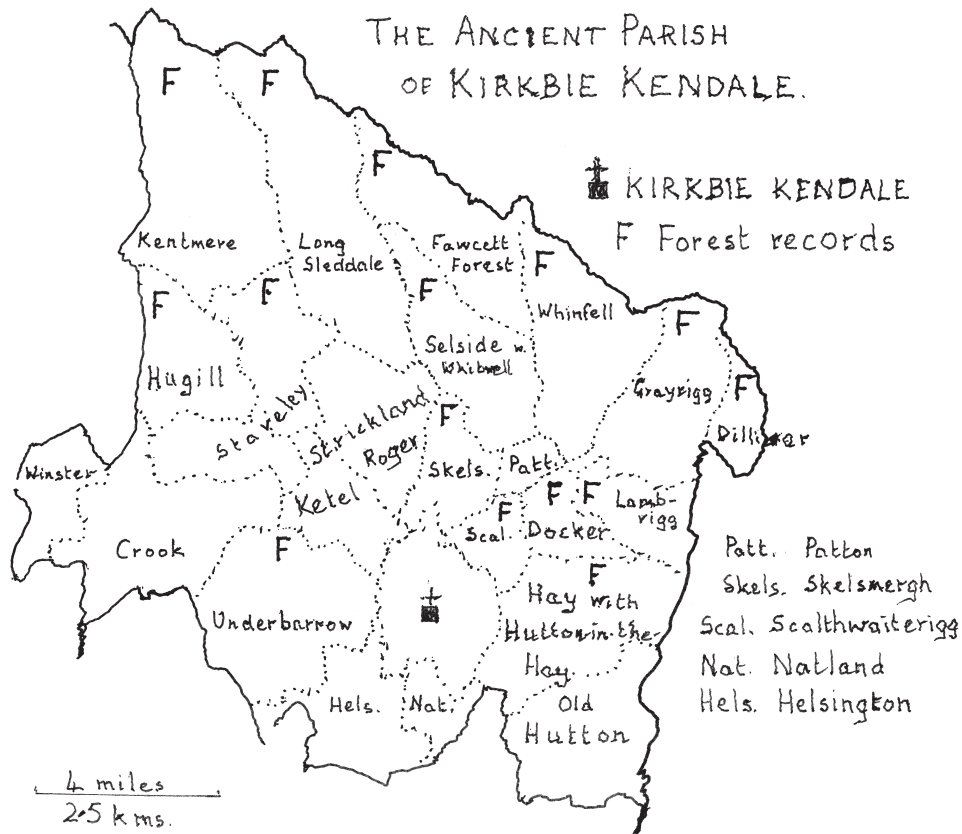 THE ANCIENT PARISH
OF KIRKBIE KENDALE.
KIRKBIE KENDALE
F Forest records
F
F
F
Kentmere
Long
Sleddale
Fawcett
Forest
F
Whinfell
F
F
F
Selside w.
Whitwell
F
Grayrigg
F
Dillicar
Hugill
Staveley
Strickland
Roger
Ketel
F
Skels.
Patt.
Winster
Crook
F
Scal.
F
Docker
F
Lamb-
rigg
F
Underbarrow
F
Hay with
Hutton-in-the-
Hay
Hels.
Nat.
Old
Hutton
Patt. Patton
Skels. Skelsmergh
Scal. Scalthwaiterigg
Nat. Natland
Hels. Helsington
4 miles
2.5 kms.